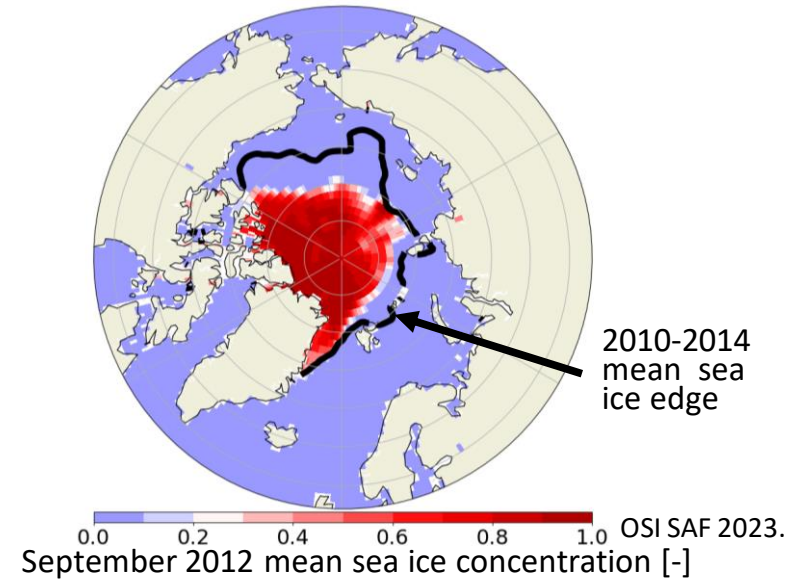 2010-2014
mean sea
ice edge
0.0 0.2 0.4 0.6 0.8 1.0 OSI SAF 2023.
September 2012 mean sea ice concentration [-]